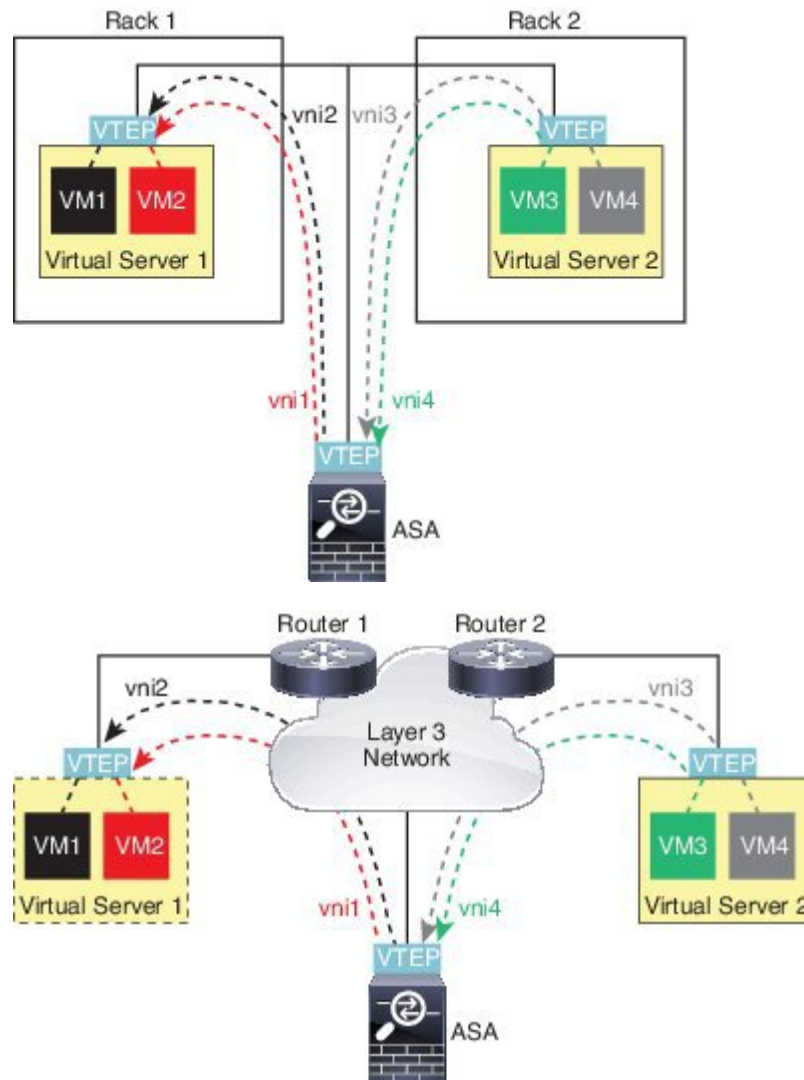 Rack 1
Rack 2
vni2
vni3
VTEP
VTEP
VM1
VM2
VM3
VM4
Virtual Server 1
Virtual Server 2
vni1
vni4
VTEP
ASA
Router 1
Router 2
vni2
vni3
Layer 3
Network
VTEP
VTEP
VM1
VM2
VM3
VM4
Virtual Server 1
Virtual Server 2
vni1
vni4
VTEP
ASA